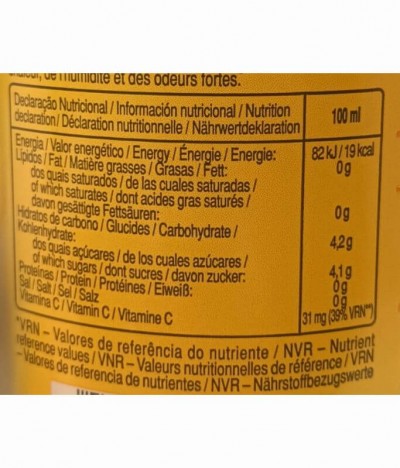 chaleur, de l'humidité et des odeurs fortes.
Declaração Nutricional / Información nutricional / Nutrition
declaration / Déclaration nutritionnelle / Nährwertdeklaration
100 ml
Energia / Valor energético / Energy / Énergie / Energie:
82 kJ / 19 kcal
Lípidos / Fat / Matière grasses / Grasas / Fett:
0g
dos quais saturados / de las cuales saturadas /
of which saturates / dont acides gras saturés /
davon gesättigte Fettsäuren:
0g
Hidratos de carbono / Glucides / Carbohydrate /
Kohlenhydrate:
4,2g
dos quais açúcares / de los cuales azúcares /
of which sugars / dont sucres / davon zucker:
4,1g
Proteínas / Protein / Protéines / Eiweiß:
0g
Sal / Salt / Sel / Salz
0g
Vitamina C / Vitamin C / Vitamine C
31 mg (39% VRN*)
*VRN – Valores de referência do nutriente / NVR – Nutrient
reference values / VNR – Valeurs nutritionnelles de référence / VRN
- Valores de referencia de nutrientes / NVR – Nährstoffbezugswerte